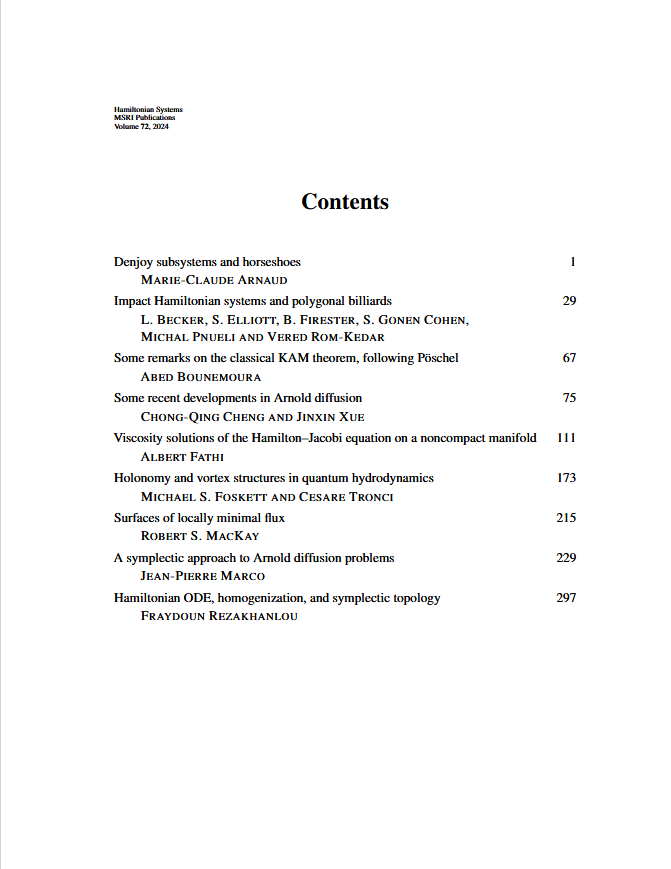 Hamiltonian Systems
MSRI Publications
Volume 72, 2024
Contents
Denjoy subsystems and horseshoes 1
MARIE-CLAUDE ARNAUD
Impact Hamiltonian systems and polygonal billiards 29
L. BECKER, S. ELLIOTT, B. FIRESTER, S. GONEN COHEN,
MICHAL PNUELI AND VERED ROM-KEDAR
Some remarks on the classical KAM theorem, following Pöschel 67
ABED BOUNEMOURA
Some recent developments in Arnold diffusion 75
CHONG-QING CHENG AND JINXIN XUE
Viscosity solutions of the Hamilton–Jacobi equation on a noncompact manifold 111
ALBERT FATHI
Holonomy and vortex structures in quantum hydrodynamics 173
MICHAEL S. FOSKETT AND CESARE TRONCI
Surfaces of locally minimal flux 215
ROBERT S. MACKAY
A symplectic approach to Arnold diffusion problems 229
JEAN-PIERRE MARCO
Hamiltonian ODE, homogenization, and symplectic topology 297
FRAYDOUN REZAKHANLOU